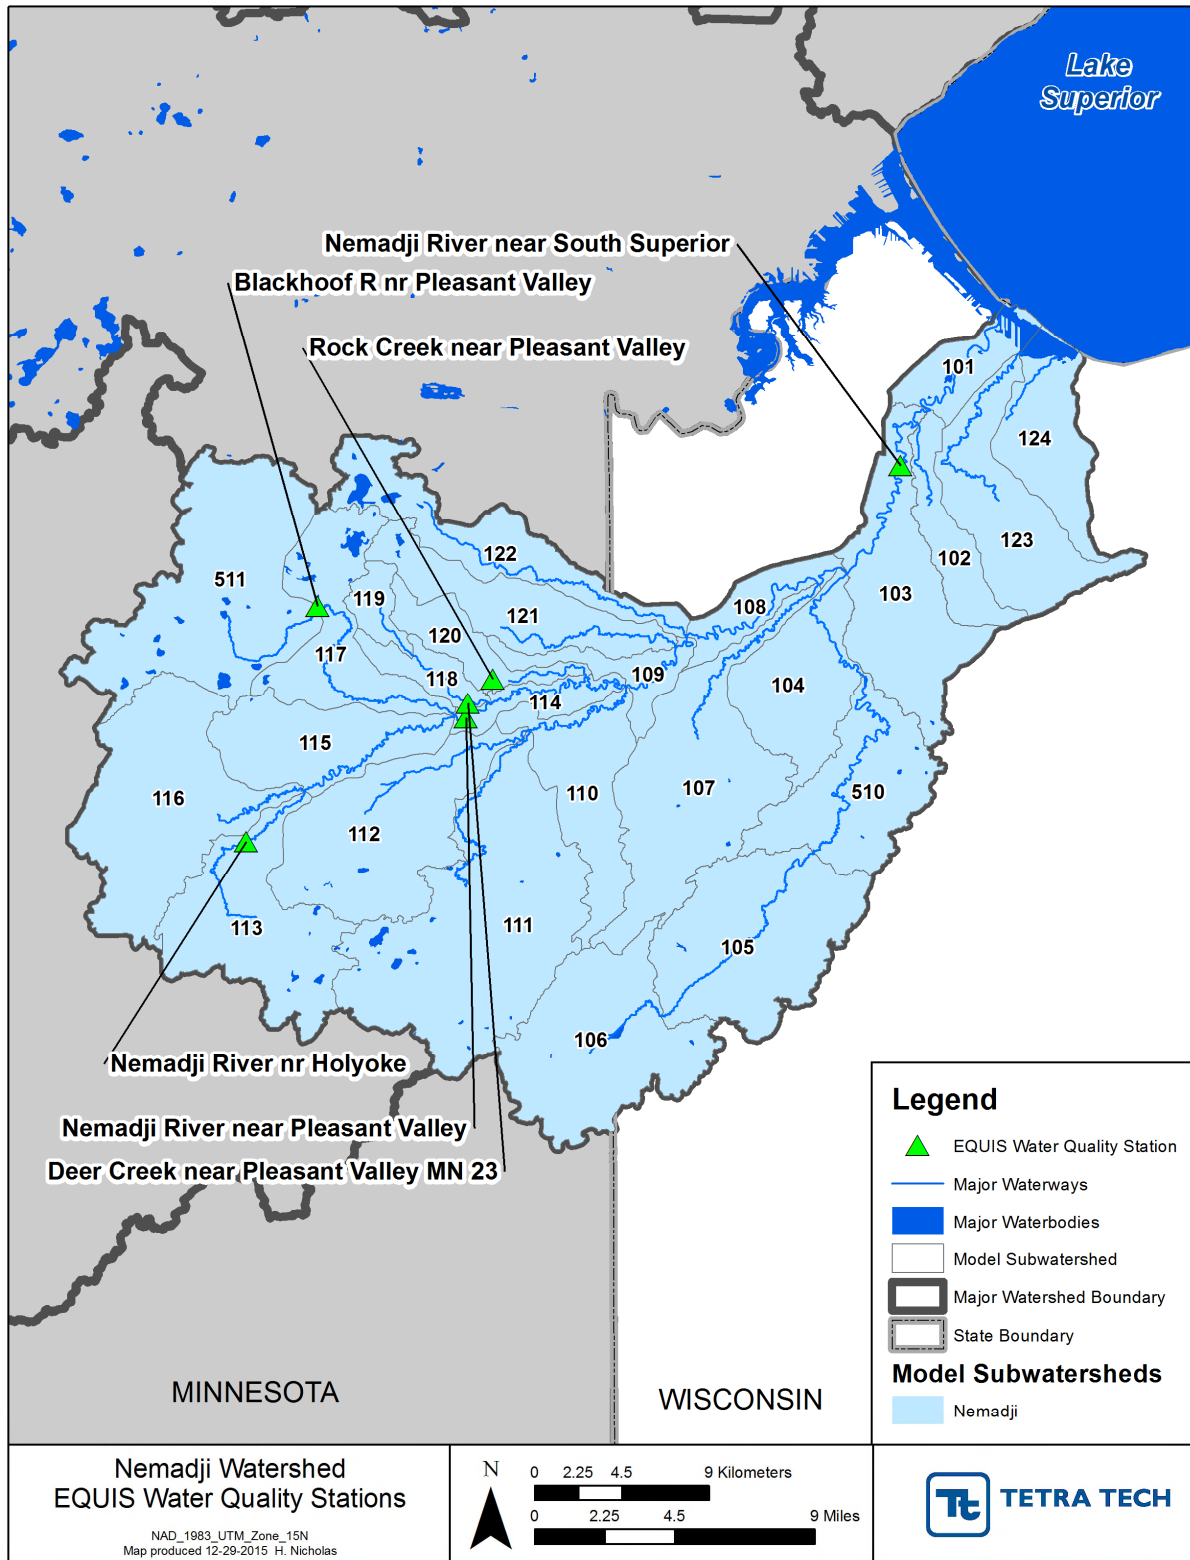 Lake
Superior
Nemadji River near South Superior
Blackhoof R nr Pleasant Valley
Rock Creek near Pleasant Valley
101
124
122
511
119
123
102
103
108
121
120
117
118
109
104
114
115
116
107
110
510
112
113
111
105
106
Nemadji River nr Holyoke
Nemadji River near Pleasant Valley
Deer Creek near Pleasant Valley MN 23
MINNESOTA
WISCONSIN
Legend
EQUIS Water Quality Station
Major Waterways
Major Waterbodies
Model Subwatershed
Major Watershed Boundary
State Boundary
Model Subwatersheds
Nemadji
Nemadji Watershed
EQUIS Water Quality Stations
NAD_1983_UTM_Zone_15N
Map produced 12-29-2015 H. Nicholas
N
0 2.25 4.5 9 Kilometers
0 2.25 4.5 9 Miles
Tt TETRA TECH